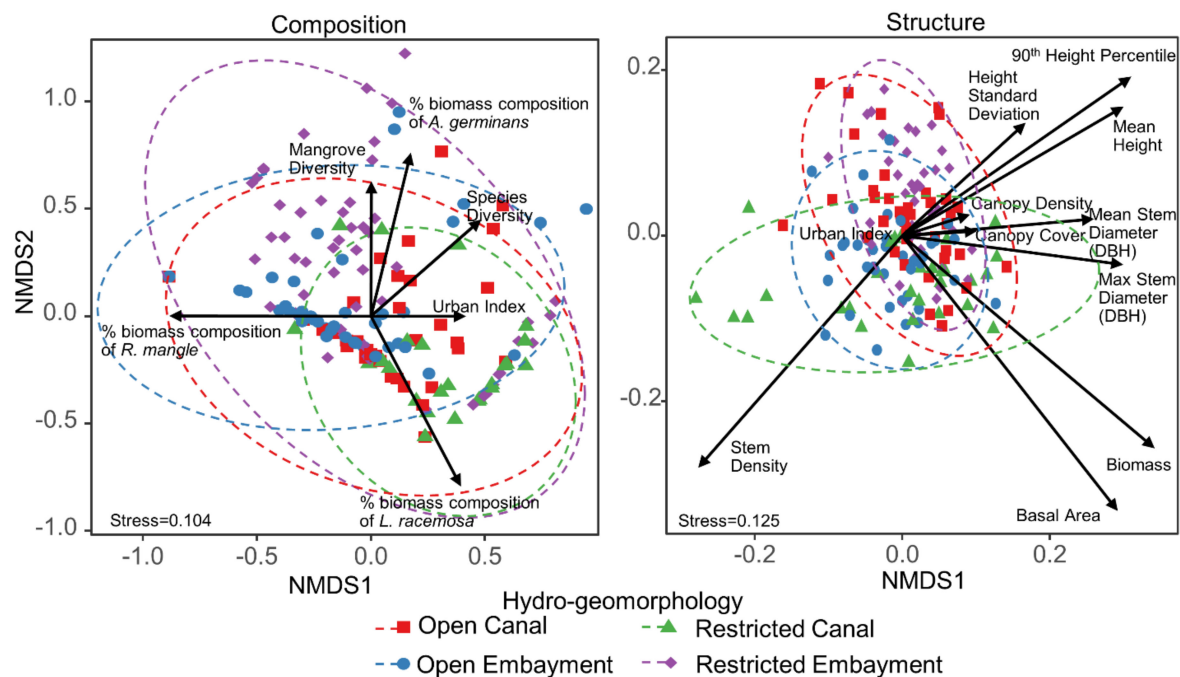 Composition
1.0
0.5
0.0
-0.5
-1.0
NMDS2
% biomass composition
of A. germinans
Mangrove
Diversity
Species
Diversity
Urban Index
% biomass composition
of R. mangle
% biomass composition
of L. racemosa
Stress=0.104
-1.0
-0.5
0.0
0.5
NMDS1
Structure
0.2
0.0
-0.2
90th Height Percentile
Height
Standard
Deviation
Mean
Height
Canopy Density
Mean Stem
Diameter
(DBH)
Urban Index
Canopy Cover
Max Stem
Diameter
(DBH)
Stem
Density
Biomass
Basal Area
Stress=0.125
-0.2
0.0
0.2
NMDS1
Hydro-geomorphology
Open Canal
Restricted Canal
Open Embayment
Restricted Embayment